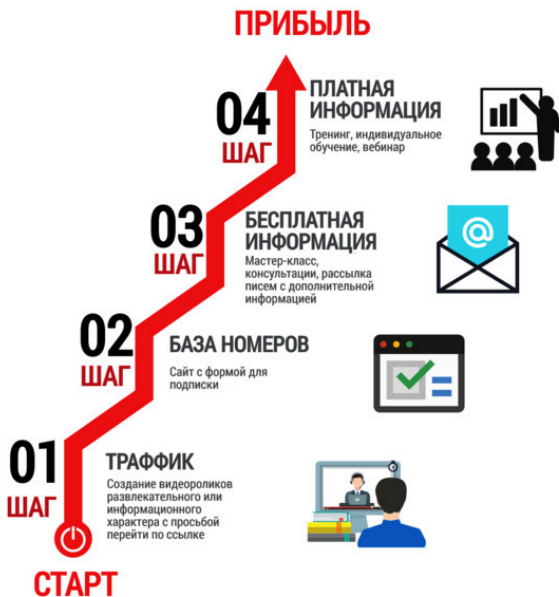 ПРИБЫЛЬ
04
ШАГ
ПЛАТНАЯ
ИНФОРМАЦИЯ
Тренинг, индивидуальное
обучение, вебинар
03
ШАГ
БЕСПЛАТНАЯ
ИНФОРМАЦИЯ
Мастер-класс,
консультации, рассылка
писем с дополнительной
информацией
@
02
ШАГ
БАЗА НОМЕРОВ
Сайт с формой для
подписки
01
ШАГ
ТРАФФИК
Создание видеороликов
развлекательного или
информационного
характера с просьбой
перейти по ссылке
СТАРТ